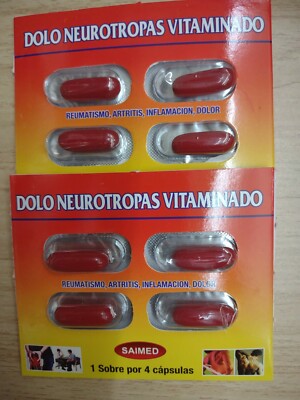 DOLO NEUROTROPAS VITAMINADO
REUMATISMO, ARTRITIS, INFLAMACION, DOLOR
DOLO NEUROTROPAS VITAMINADO
REUMATISMO, ARTRITIS, INFLAMACION, DOLOR
SAIMED
1 Sobre por 4 cápsulas